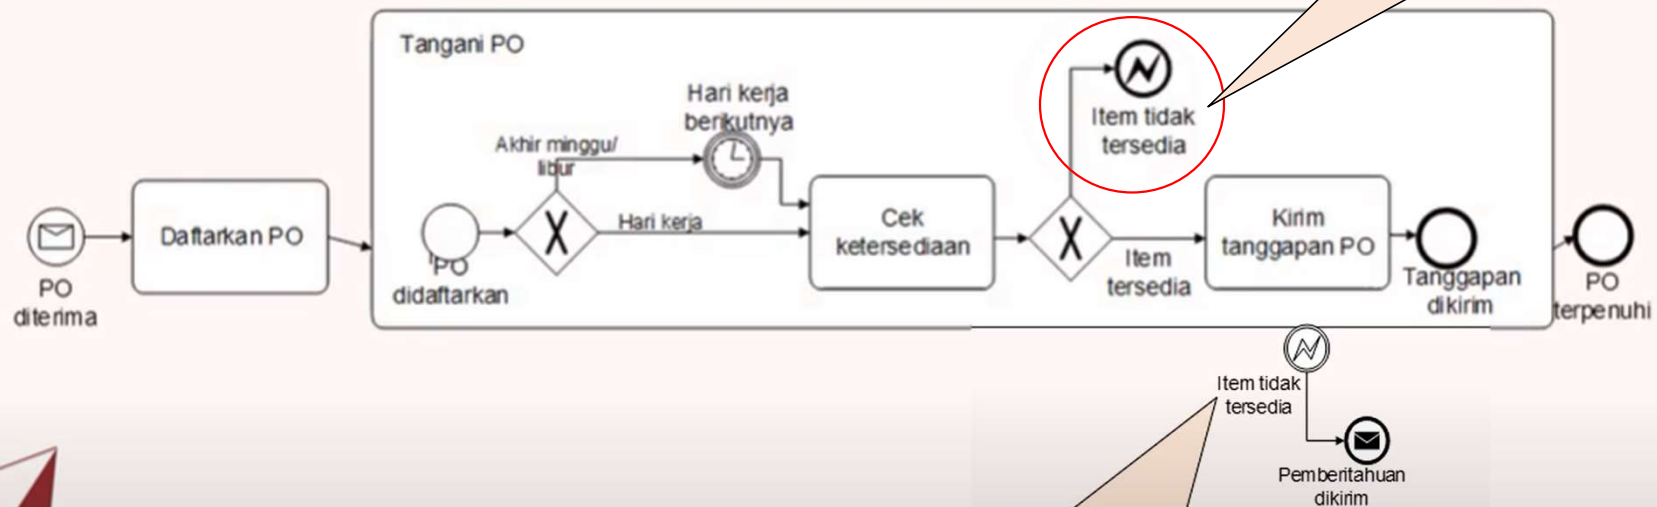 Tangani PO
Hari kerja
berikutnya
Akhir minggu/
libur
Item tidak
tersedia
Daftarkan PO
Hari kerja
Cek
ketersediaan
Kirim
tanggapan PO
Item
tersedia
PO
diterima
PO
didaftarkan
Tanggapan
dikirim
PO
terpenuhi
Item tidak
tersedia
Pemberitahuan
dikirim